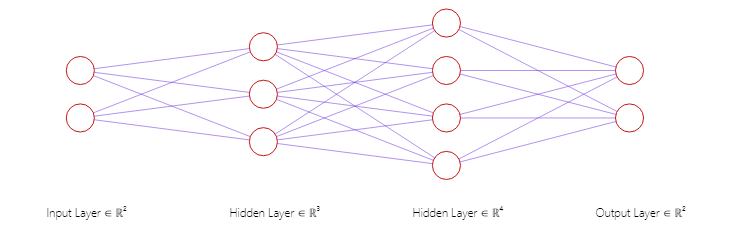 Input Layer ∈ ℝ² Hidden Layer ∈ ℝ³ Hidden Layer ∈ ℝ⁴ Output Layer ∈ ℝ²